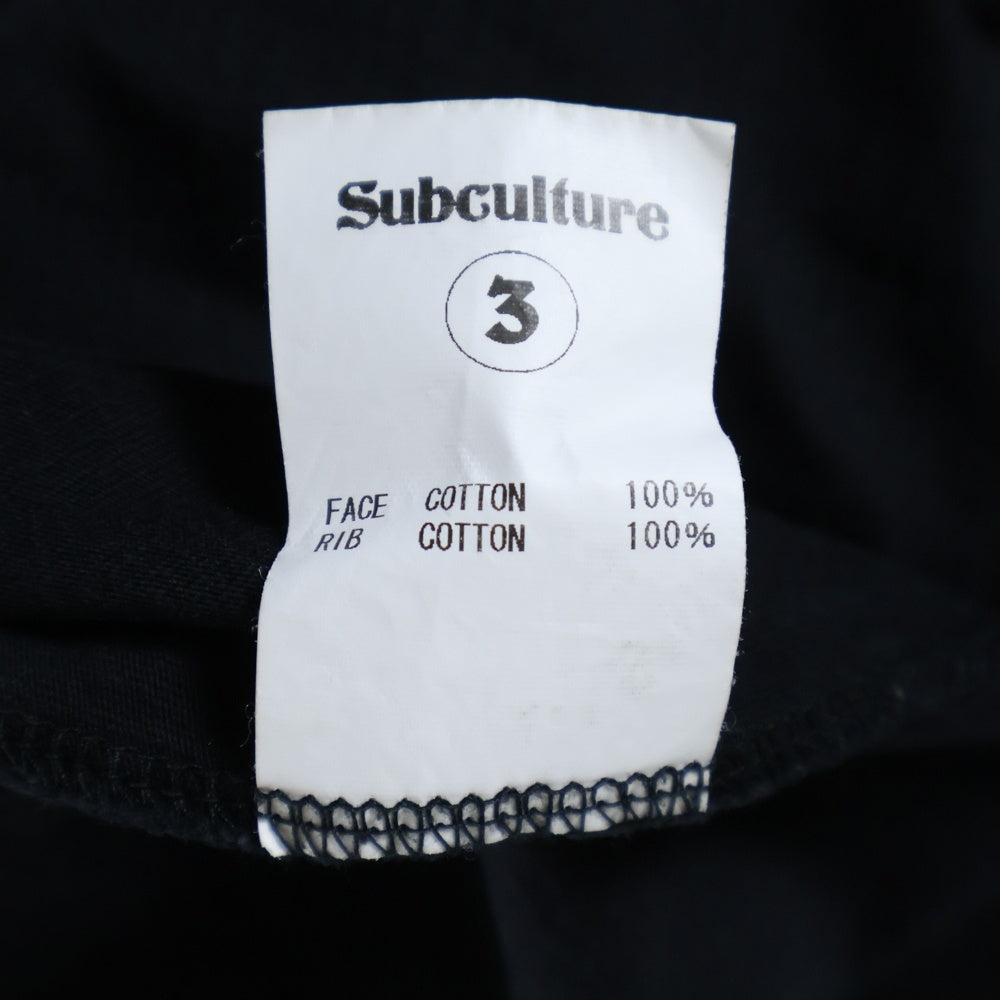 Subculture
3
FACE COTTON 100%
RIB COTTON 100%